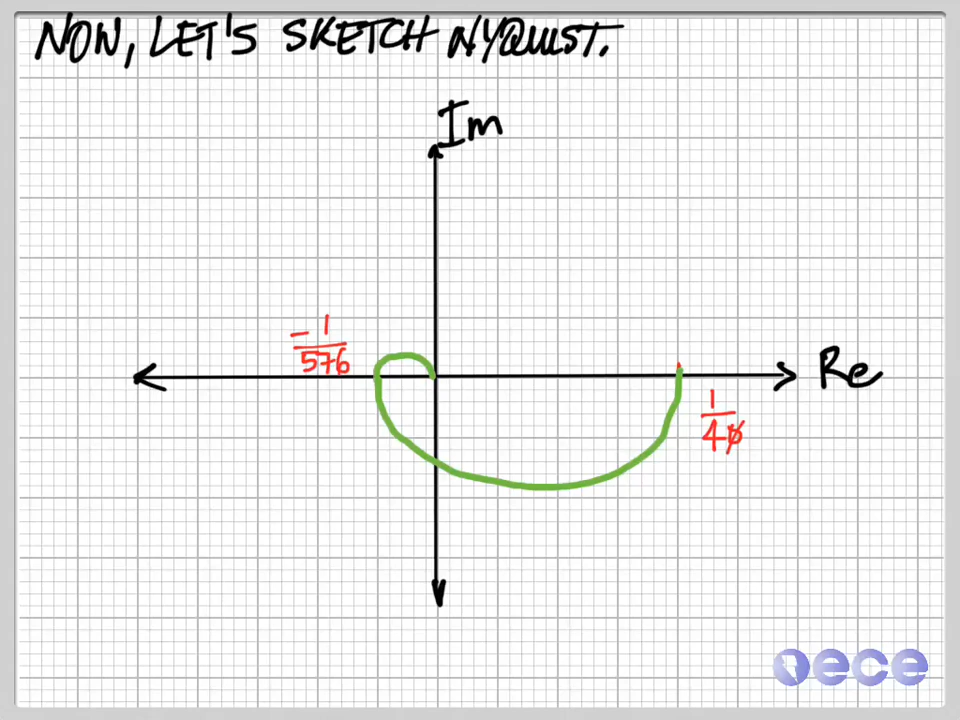 NOW, LET'S SKETCH NYQUIST.
Im
-1/576
Re
1/40
ece